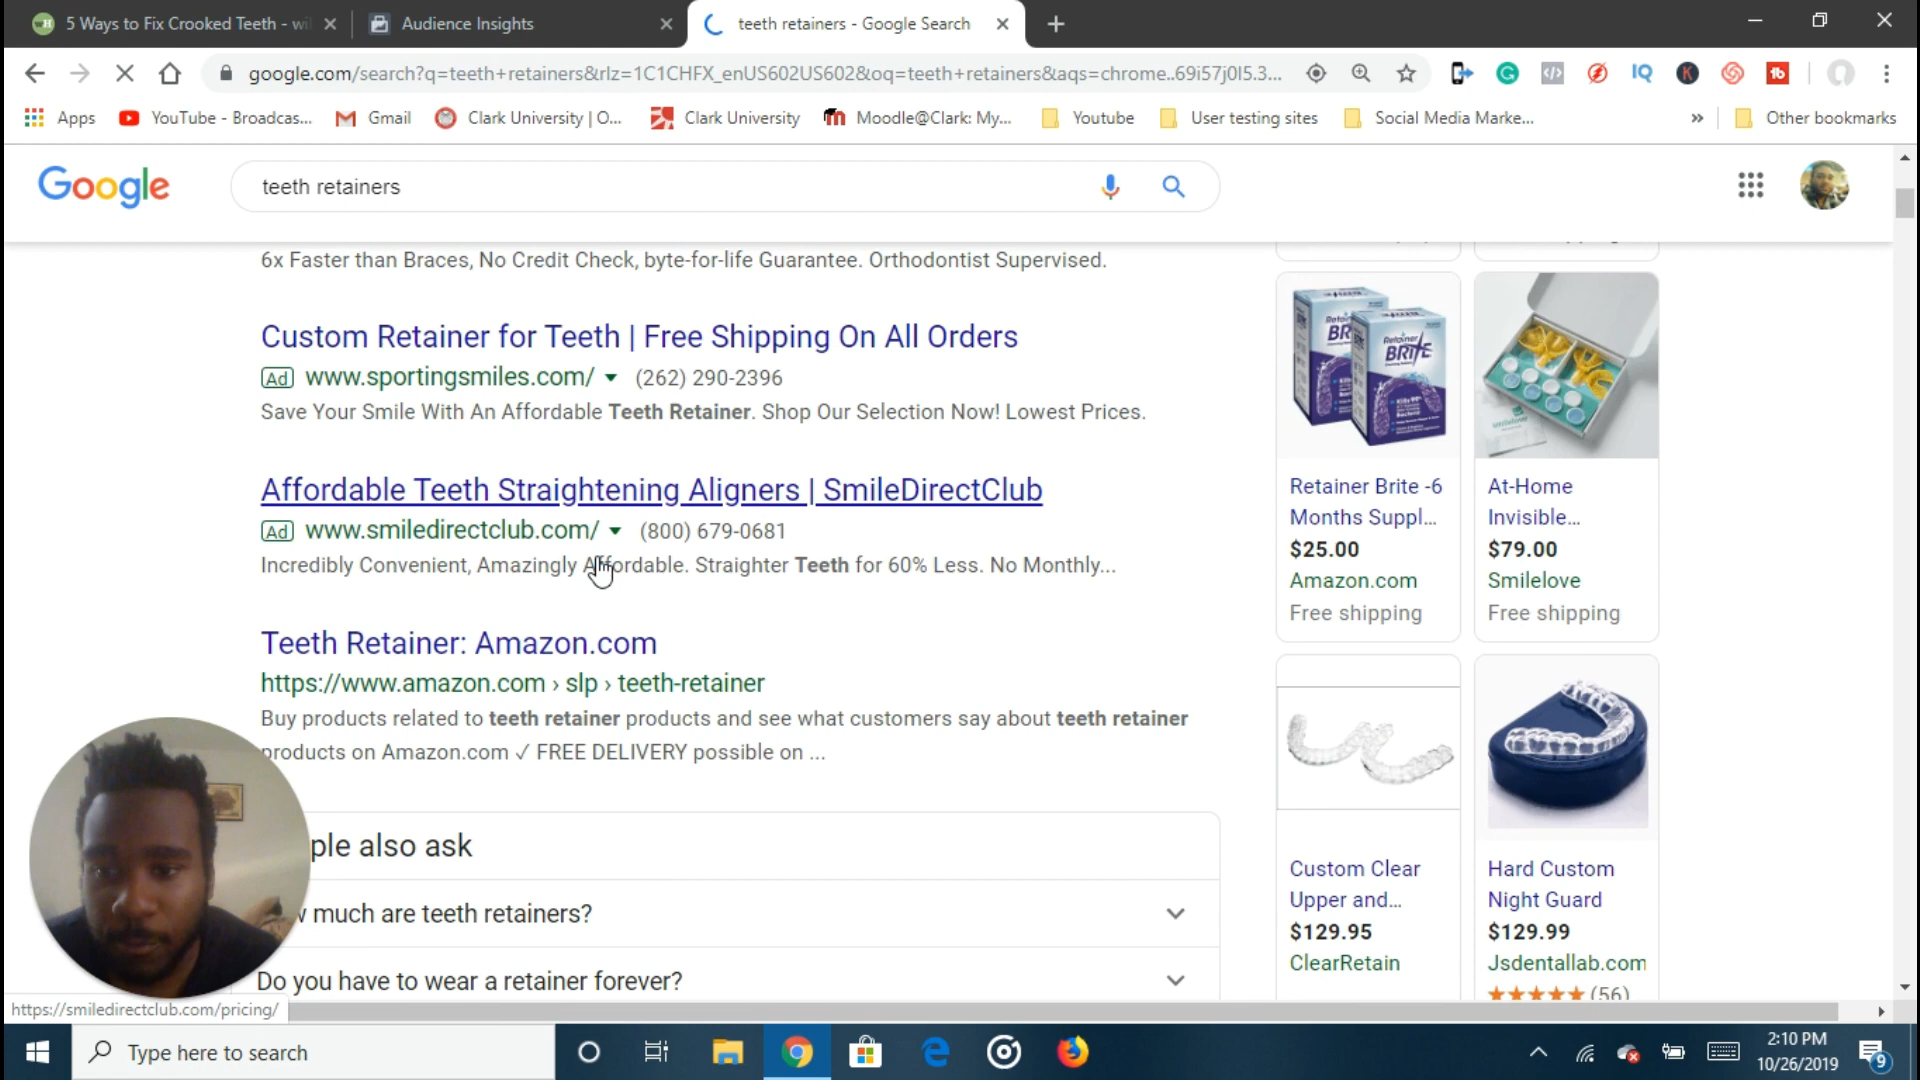 5 Ways to Fix Crooked Teeth - wi
Audience Insights
teeth retainers - Google Search
google.com/search?q=teeth+retainers&rlz=1C1CHFX_enUS602US602&oq=teeth+retainers&aqs=chrome..69i57j0l5.3...
Apps
YouTube - Broadcas...
Gmail
Clark University | O...
Clark University
Moodle@Clark: My...
Youtube
User testing sites
Social Media Marke...
»
Other bookmarks
Google
teeth retainers
6x Faster than Braces, No Credit Check, byte-for-life Guarantee. Orthodontist Supervised.
Custom Retainer for Teeth | Free Shipping On All Orders
Ad www.sportingsmiles.com/ (262) 290-2396
Save Your Smile With An Affordable Teeth Retainer. Shop Our Selection Now! Lowest Prices.
Affordable Teeth Straightening Aligners | SmileDirectClub
Ad www.smiledirectclub.com/ (800) 679-0681
Incredibly Convenient, Amazingly Affordable. Straighter Teeth for 60% Less. No Monthly...
Teeth Retainer: Amazon.com
https://www.amazon.com › slp › teeth-retainer
Buy products related to teeth retainer products and see what customers say about teeth retainer
products on Amazon.com ✓ FREE DELIVERY possible on ...
ple also ask
much are teeth retainers?
Do you have to wear a retainer forever?
Retainer
BRITE
Retainer Brite -6
Months Suppl...
$25.00
Amazon.com
Free shipping
At-Home
Invisible...
$79.00
Smilelove
Free shipping
Custom Clear
Upper and...
$129.95
ClearRetain
Hard Custom
Night Guard
$129.99
Jsdentallab.com
(56)
https://smiledirectclub.com/pricing/
Type here to search
2:10 PM
10/26/2019
9